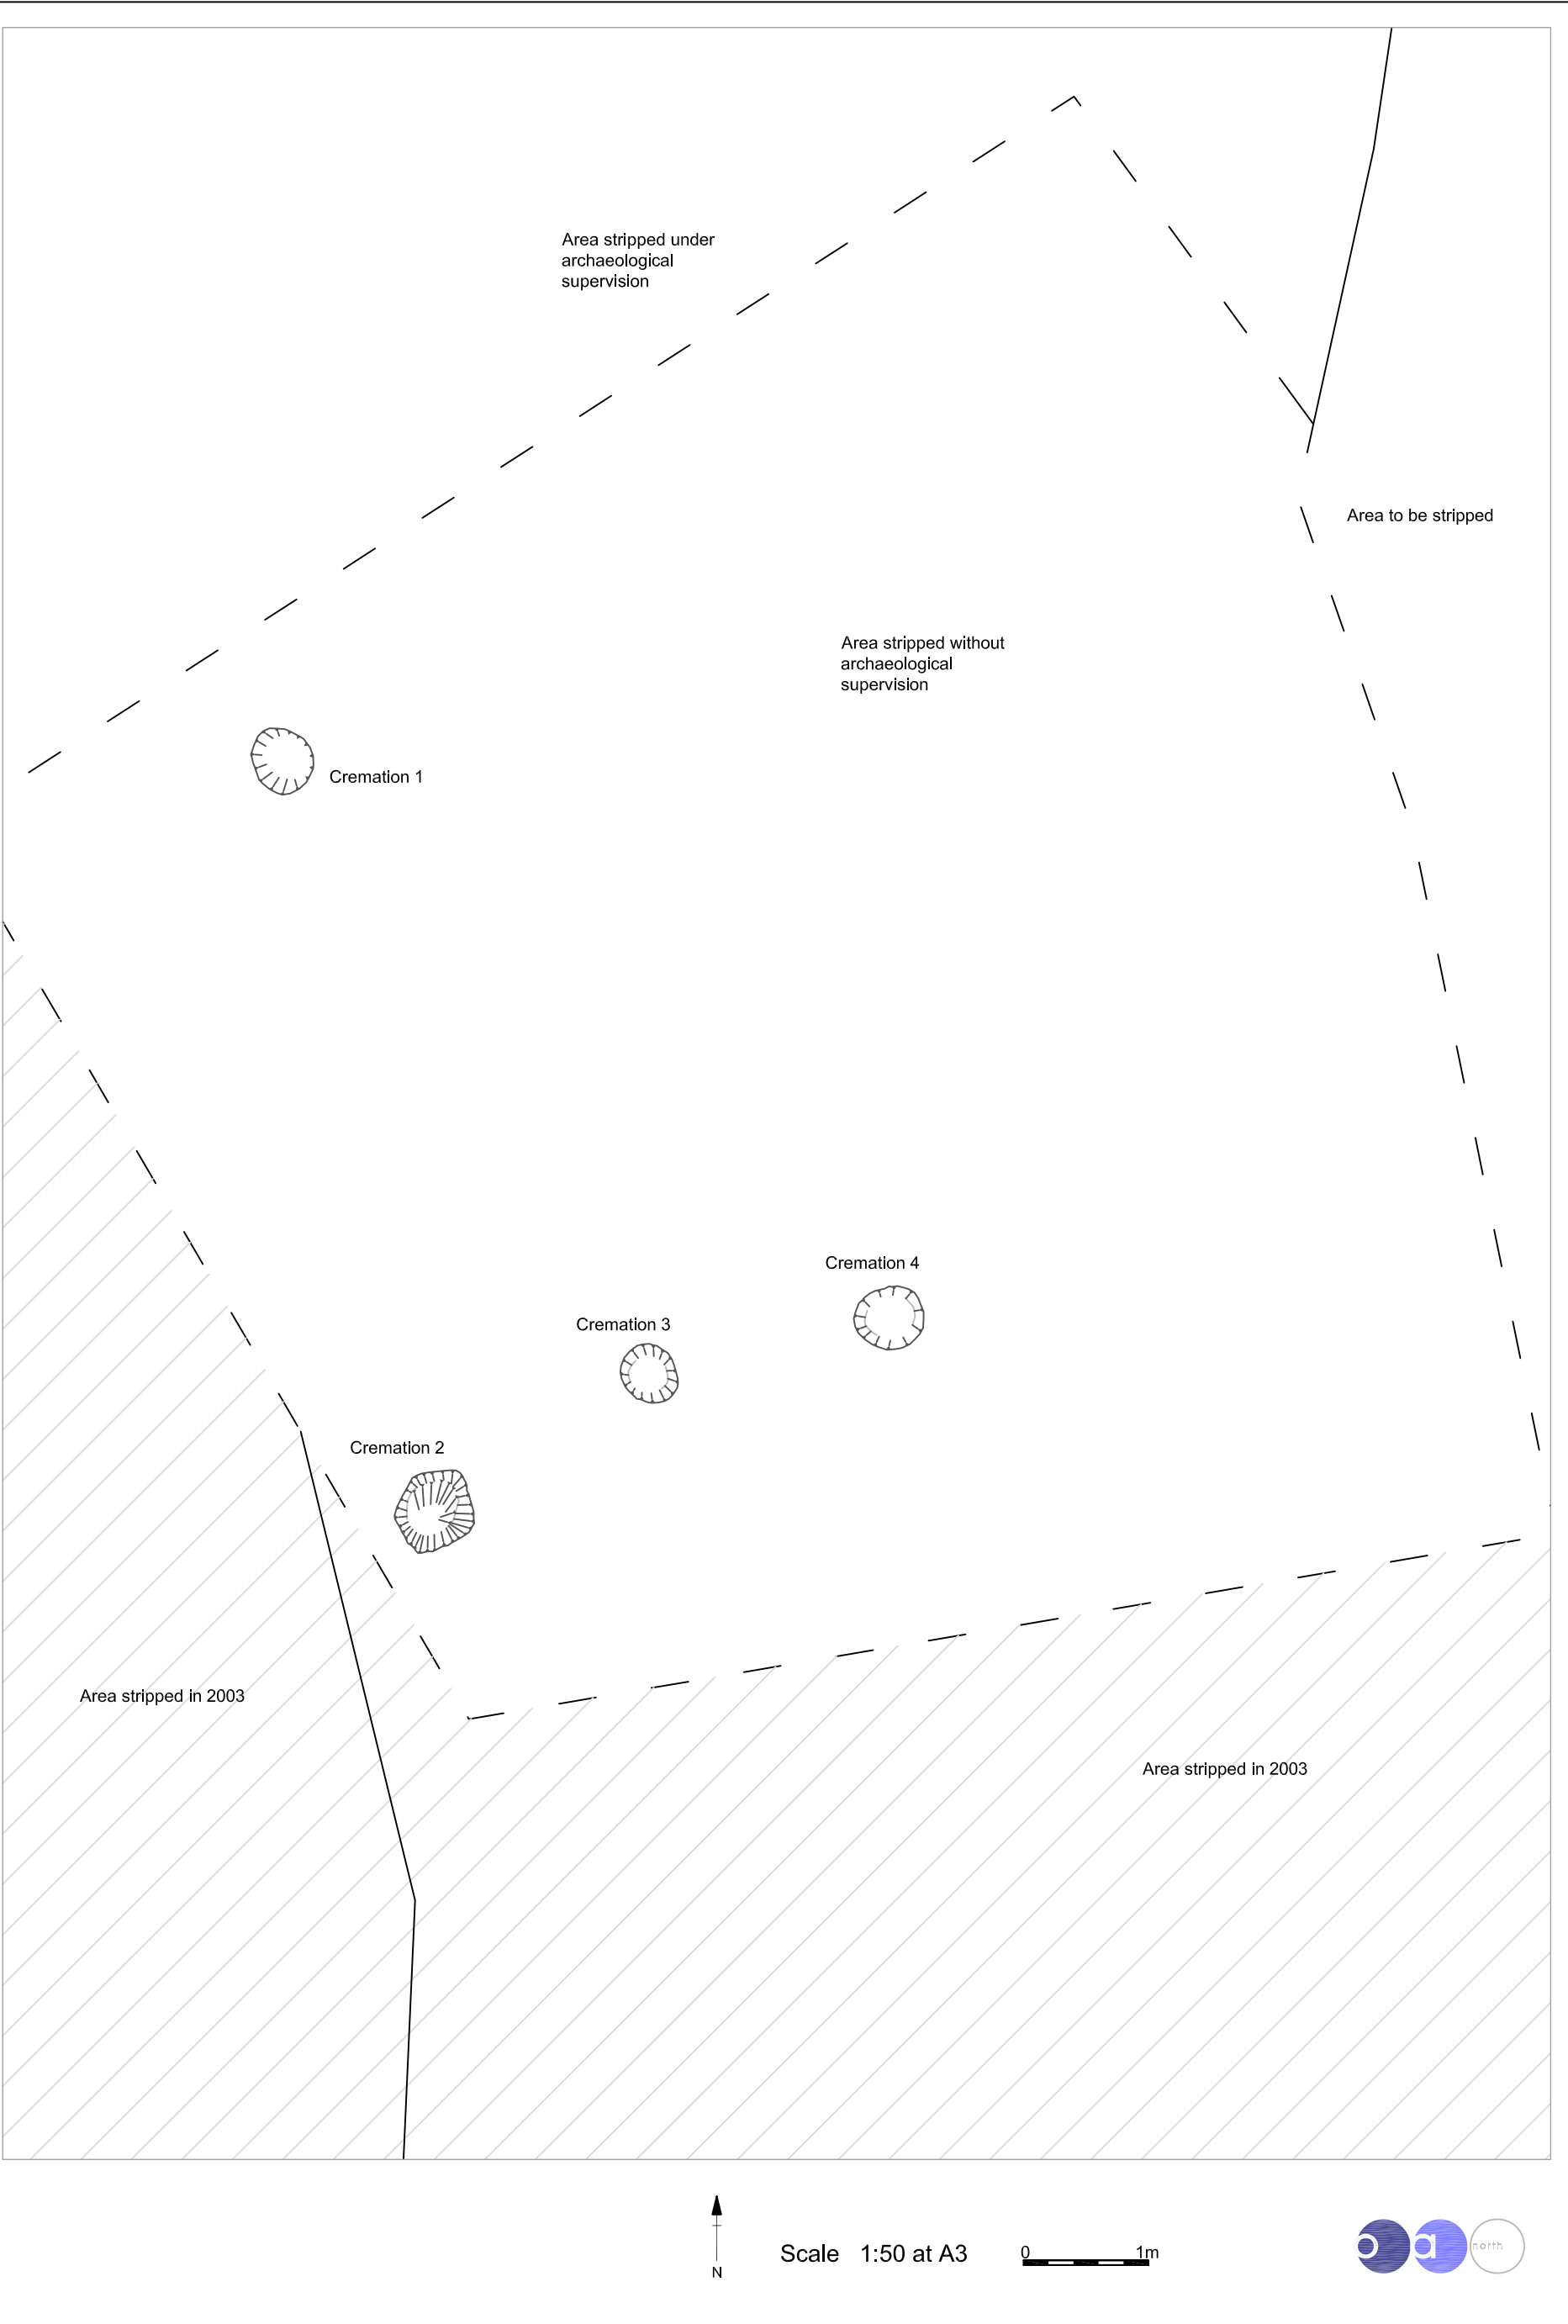 Area stripped under
archaeological
supervision
Area to be stripped
Area stripped without
archaeological
supervision
Cremation 1
Cremation 4
Cremation 3
Cremation 2
Area stripped in 2003
Area stripped in 2003
N
Scale 1:50 at A3
0 1m
oa north